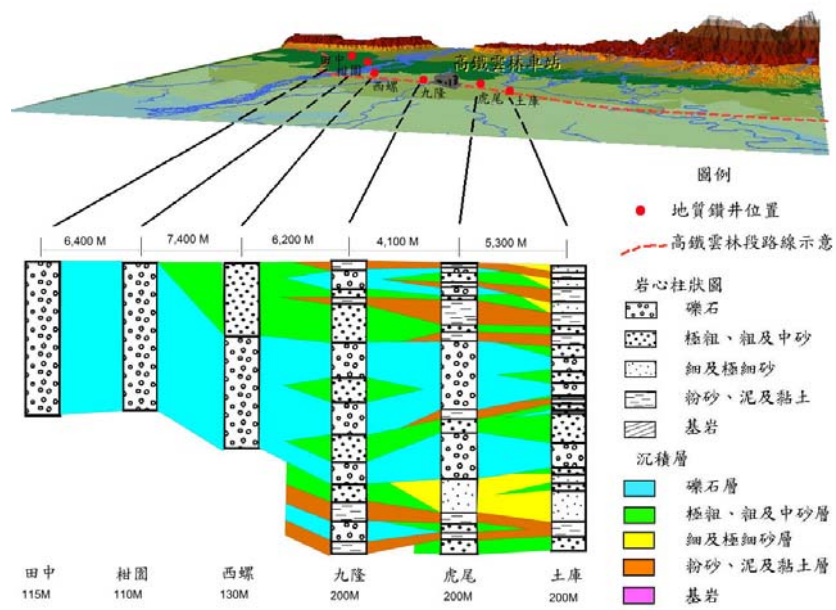 田中
柑園
西螺
高鐵雲林車站
九隆
虎尾
土庫
6,400 M
7,400 M
6,200 M
4,100 M
5,300 M
圖例
地質鑽井位置
高鐵雲林段路線示意
岩心柱狀圖
礫石
極粗、粗及中砂
細及極細砂
粉砂、泥及黏土
基岩
沉積層
礫石層
極粗、粗及中砂層
細及極細砂層
粉砂、泥及黏土層
基岩
田中
柑園
西螺
九隆
虎尾
土庫
115M
110M
130M
200M
200M
200M